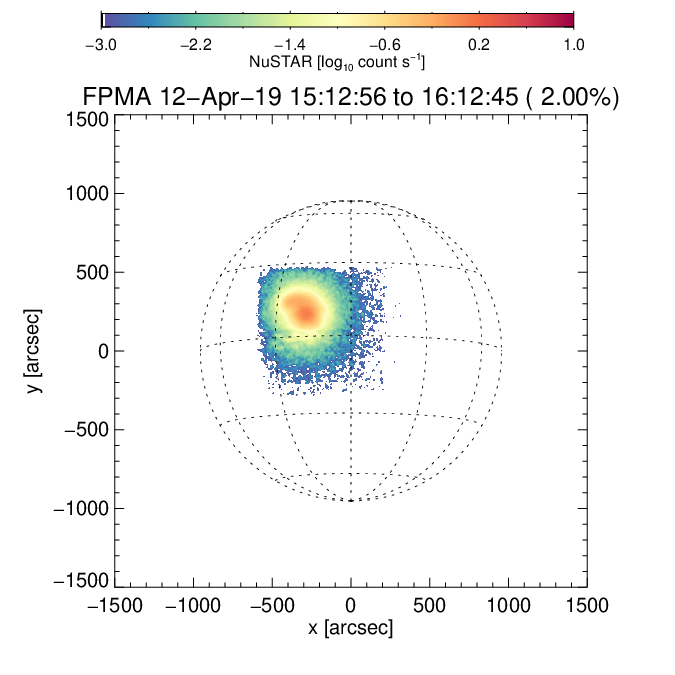 −3.0 −2.2 −1.4 −0.6 0.2 1.0
NuSTAR [log10 count s−1]
FPMA 12−Apr−19 15:12:56 to 16:12:45 ( 2.00%)
1500
1000
500
0
−500
−1000
−1500
y [arcsec]
−1500 −1000 −500 0 500 1000 1500
x [arcsec]